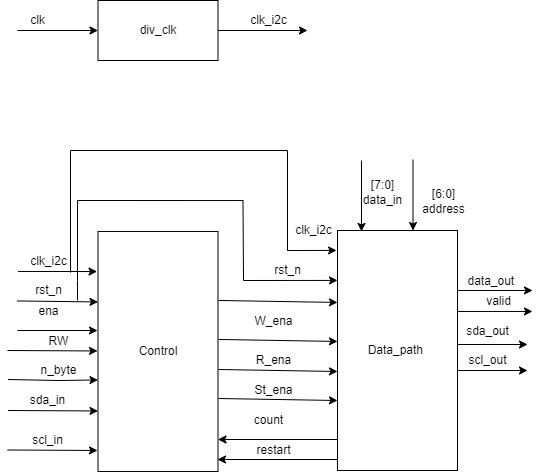 clk
div_clk
clk_i2c
[7:0]
data_in
[6:0]
address
clk_i2c
clk_i2c
rst_n
rst_n
ena
data_out
valid
W_ena
sda_out
RW
Control
Data_path
R_ena
scl_out
n_byte
St_ena
sda_in
count
scl_in
restart